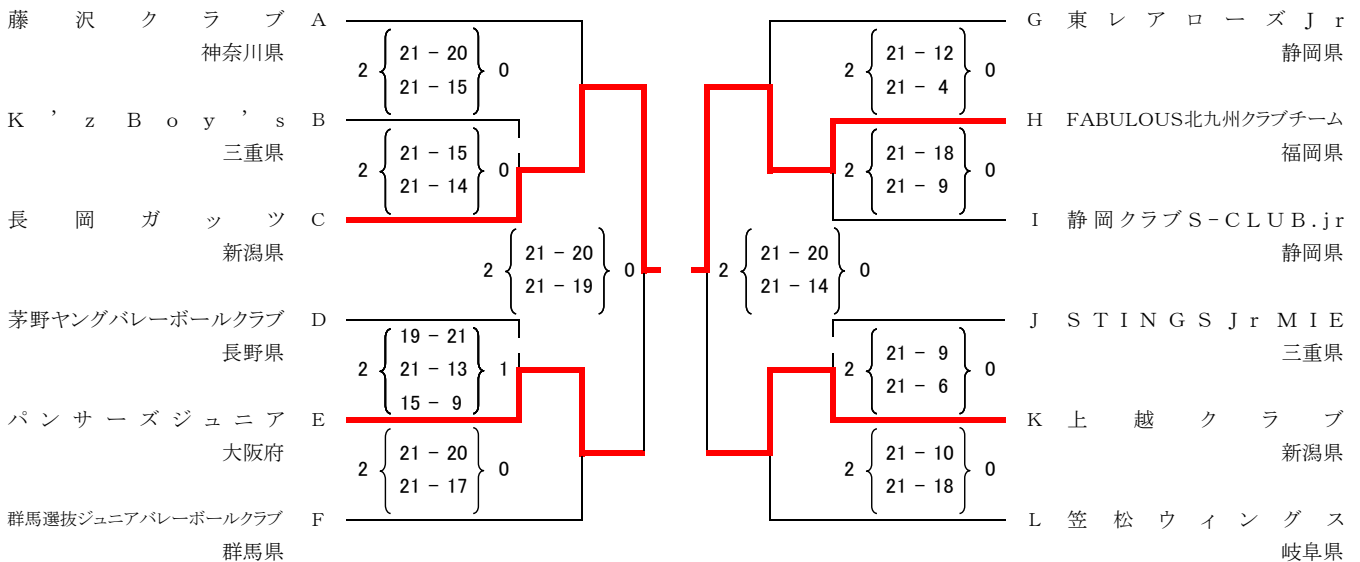 藤沢クラブ A
神奈川県
2 21 - 20 0
21 - 15
K'zBoy's B
三重県
2 21 - 15 0
21 - 14
長岡ガッツ C
新潟県
2 21 - 20 0
21 - 19
茅野ヤングバレーボールクラブ D
長野県
19 - 21
2 21 - 13 1
15 - 9
パンサーズジュニア E
大阪府
2 21 - 20 0
21 - 17
群馬選抜ジュニアバレーボールクラブ F
群馬県
G 東レアローズJr
静岡県
2 21 - 12 0
21 - 4
H FABULOUS北九州クラブチーム
福岡県
2 21 - 18 0
21 - 9
I 静岡クラブS-CLUB.jr
静岡県
2 21 - 20 0
21 - 14
J STINGSJrMIE
三重県
2 21 - 9 0
21 - 6
K 上越クラブ
新潟県
2 21 - 10 0
21 - 18
L 笠松ウィングス
岐阜県